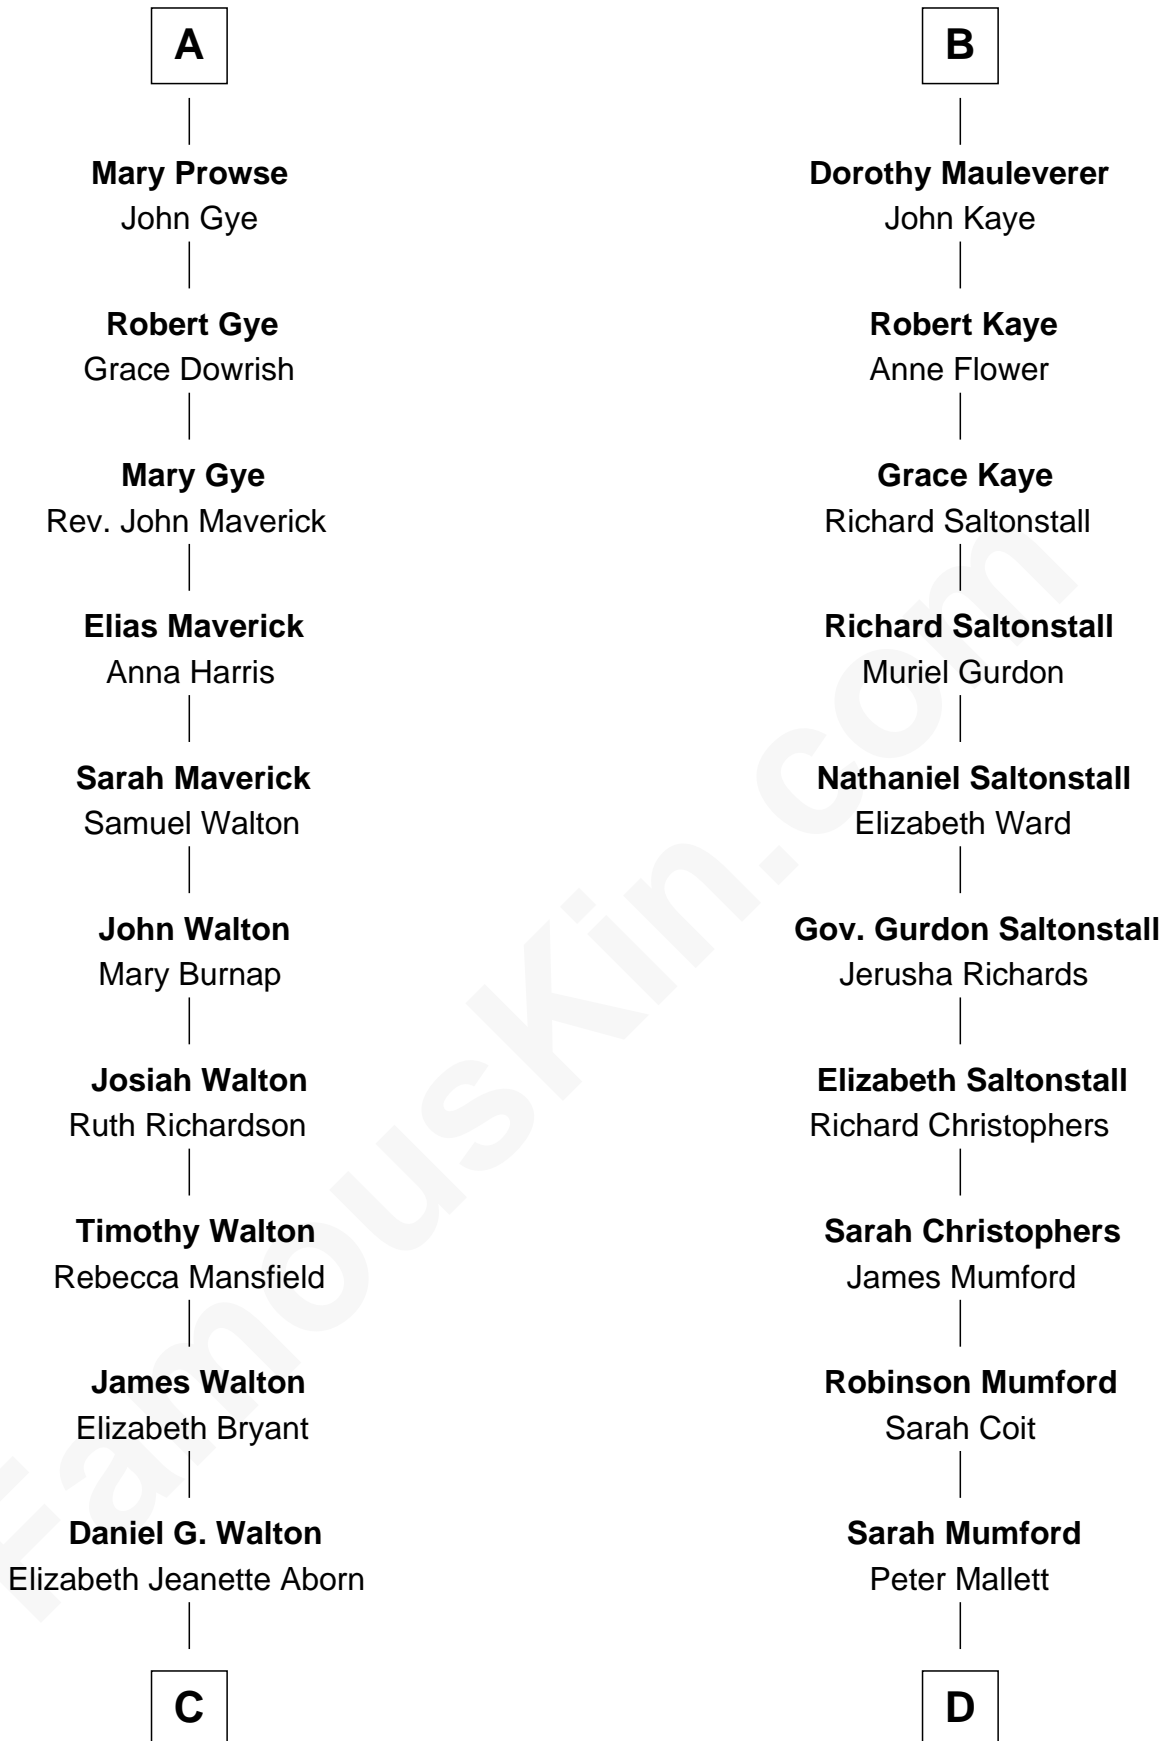 A
Mary Prowse
John Gye
Robert Gye
Grace Dowrish
Mary Gye
Rev. John Maverick
Elias Maverick
Anna Harris
Sarah Maverick
Samuel Walton
John Walton
Mary Burnap
Josiah Walton
Ruth Richardson
Timothy Walton
Rebecca Mansfield
James Walton
Elizabeth Bryant
Daniel G. Walton
Elizabeth Jeanette Aborn
C
B
Dorothy Mauleverer
John Kaye
Robert Kaye
Anne Flower
Grace Kaye
Richard Saltonstall
Richard Saltonstall
Muriel Gurdon
Nathaniel Saltonstall
Elizabeth Ward
Gov. Gurdon Saltonstall
Jerusha Richards
Elizabeth Saltonstall
Richard Christophers
Sarah Christophers
James Mumford
Robinson Mumford
Sarah Coit
Sarah Mumford
Peter Mallett
D
FamousKin.com